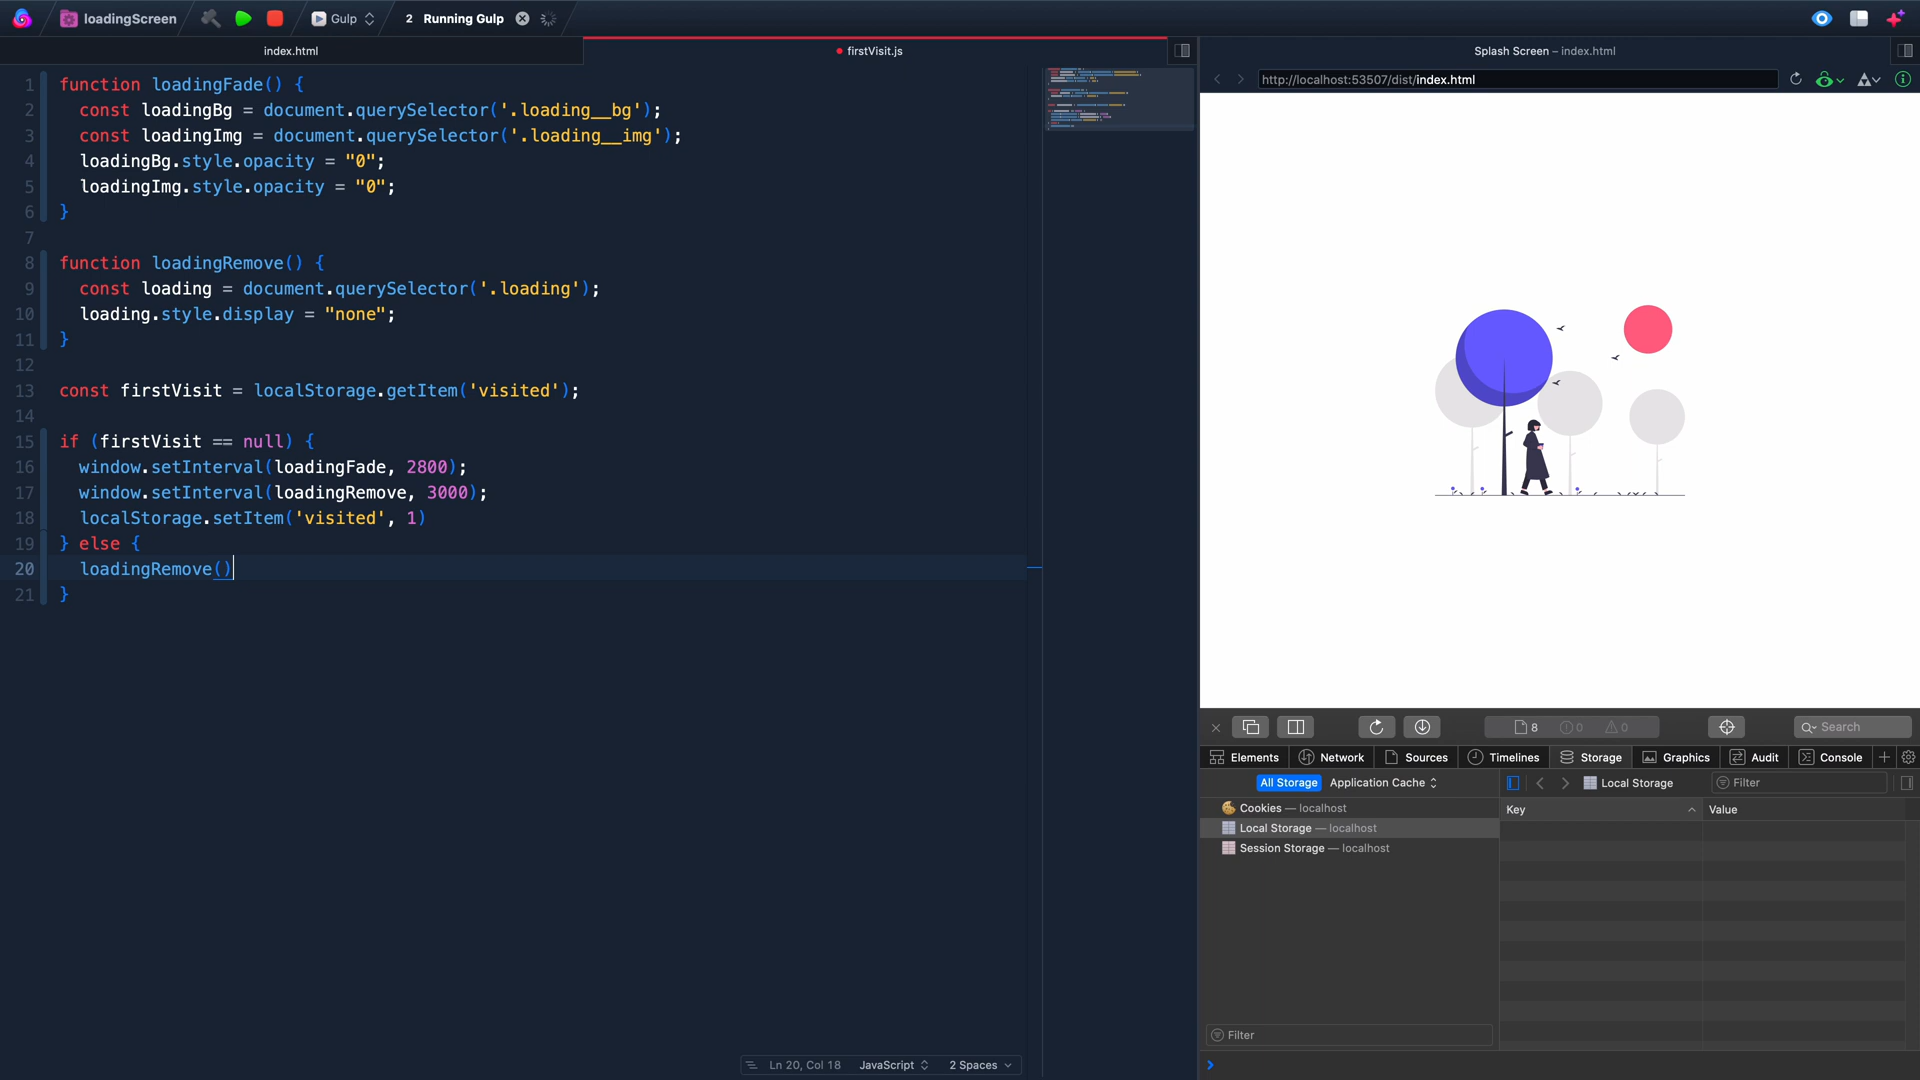 loadingScreen
Gulp
2 Running Gulp
index.html
firstVisit.js
1 function loadingFade() {
2 const loadingBg = document.querySelector('.loading__bg');
3 const loadingImg = document.querySelector('.loading__img');
4 loadingBg.style.opacity = "0";
5 loadingImg.style.opacity = "0";
6 }
7
8 function loadingRemove() {
9 const loading = document.querySelector('.loading');
10 loading.style.display = "none";
11 }
12
13 const firstVisit = localStorage.getItem('visited');
14
15 if (firstVisit == null) {
16 window.setInterval(loadingFade, 2800);
17 window.setInterval(loadingRemove, 3000);
18 localStorage.setItem('visited', 1)
19 } else {
20 loadingRemove()
21 }
Ln 20, Col 18 JavaScript 2 Spaces
Splash Screen – index.html
http://localhost:53507/dist/index.html
8 0 0 Search
Elements Network Sources Timelines Storage Graphics Audit Console
All Storage Application Cache Local Storage Filter
Key Value
Cookies — localhost
Local Storage — localhost
Session Storage — localhost
Filter